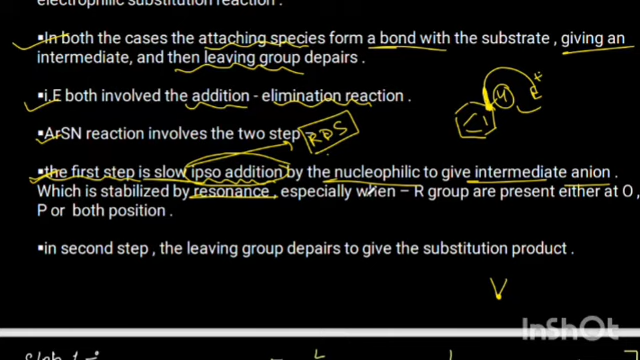 electrophilic substitution reaction.
▪In both the cases the attaching species form a bond with the substrate , giving an
intermediate, and then leaving group depairs .
▪i.E both involved the addition - elimination reaction .
▪ArSN reaction involves the two step
RDS
▪the first step is slow ipso addition by the nucleophilic to give intermediate anion .
Which is stabilized by resonance , especially when – R group are present either at O ,
P or both position .
▪in second step , the leaving group depairs to give the substitution product .
InShOt